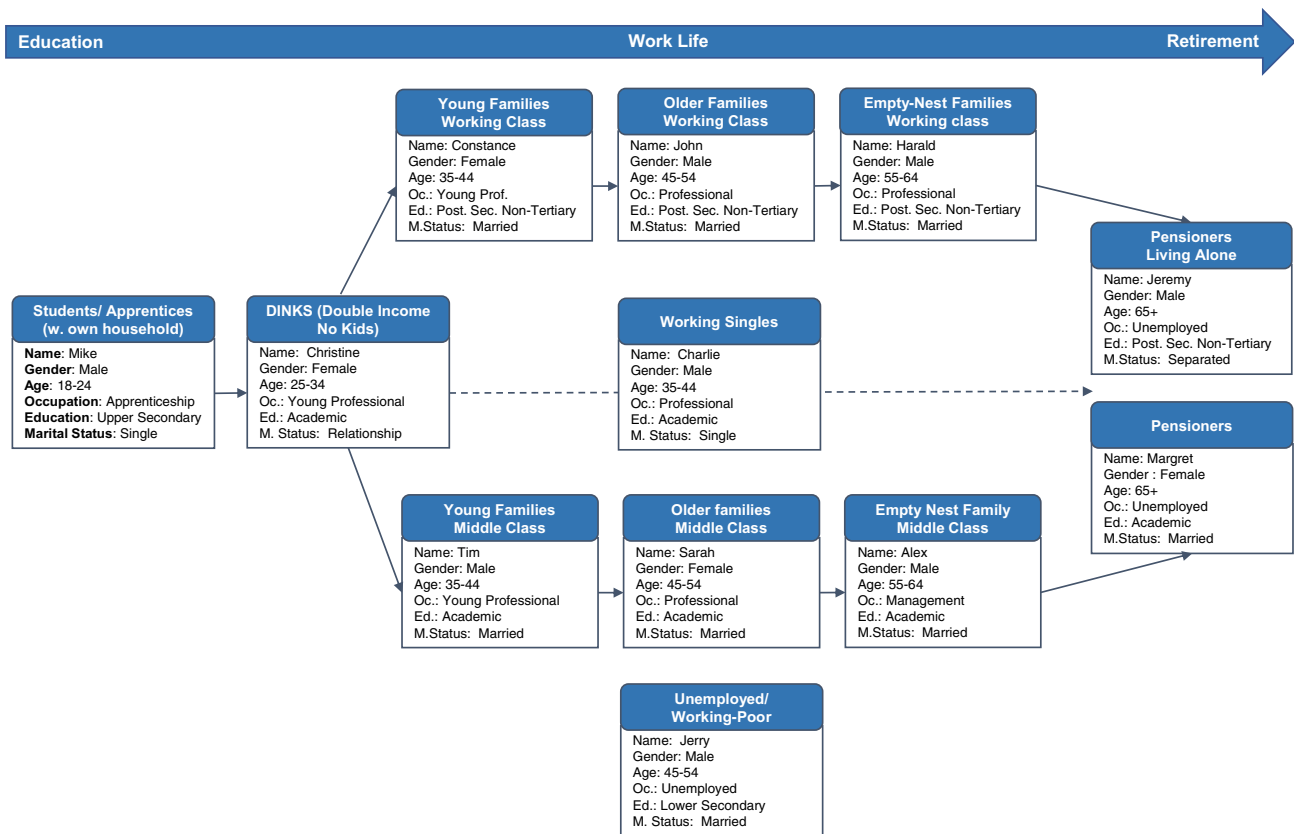 Education
Work Life
Retirement
Young Families
Working Class
Name: Constance
Gender: Female
Age: 35-44
Oc.: Young Prof.
Ed.: Post. Sec. Non-Tertiary
M.Status: Married
Older Families
Working Class
Name: John
Gender: Male
Age: 45-54
Oc.: Professional
Ed.: Post. Sec. Non-Tertiary
M.Status: Married
Empty-Nest Families
Working class
Name: Harald
Gender: Male
Age: 55-64
Oc.: Professional
Ed.: Post. Sec. Non-Tertiary
M.Status: Married
Pensioners
Living Alone
Name: Jeremy
Gender: Male
Age: 65+
Oc.: Unemployed
Ed.: Post. Sec. Non-Tertiary
M.Status: Separated
Students/ Apprentices
(w. own household)
Name: Mike
Gender: Male
Age: 18-24
Occupation: Apprenticeship
Education: Upper Secondary
Marital Status: Single
DINKS (Double Income
No Kids)
Name: Christine
Gender: Female
Age: 25-34
Oc.: Young Professional
Ed.: Academic
M. Status: Relationship
Working Singles
Name: Charlie
Gender: Male
Age: 35-44
Oc.: Professional
Ed.: Academic
M. Status: Single
Pensioners
Name: Margret
Gender : Female
Age: 65+
Oc.: Unemployed
Ed.: Academic
M.Status: Married
Young Families
Middle Class
Name: Tim
Gender: Male
Age: 35-44
Oc.: Young Professional
Ed.: Academic
M.Status: Married
Older families
Middle Class
Name: Sarah
Gender: Female
Age: 45-54
Oc.: Professional
Ed.: Academic
M.Status: Married
Empty Nest Family
Middle Class
Name: Alex
Gender: Male
Age: 55-64
Oc.: Management
Ed.: Academic
M.Status: Married
Unemployed/
Working-Poor
Name: Jerry
Gender: Male
Age: 45-54
Oc.: Unemployed
Ed.: Lower Secondary
M. Status: Married